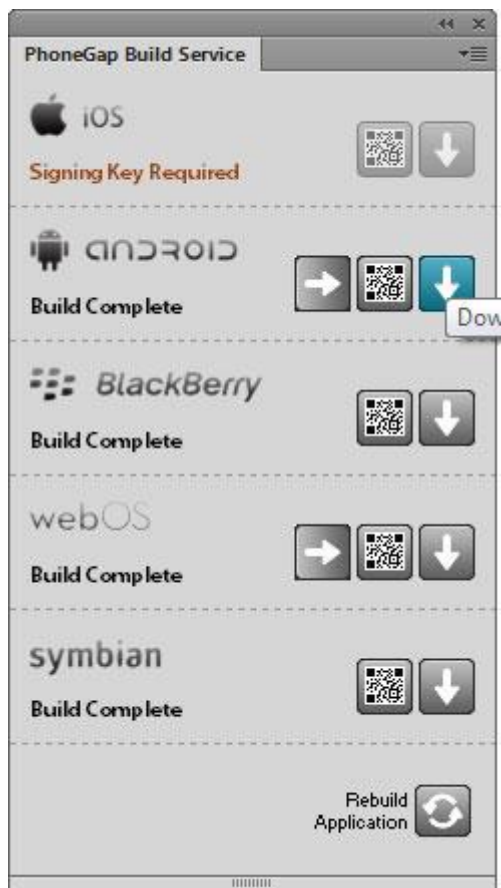 PhoneGap Build Service
iOS
Signing Key Required
ANDROID
Build Complete
BlackBerry
Build Complete
webOS
Build Complete
symbian
Build Complete
Dow
Rebuild
Application